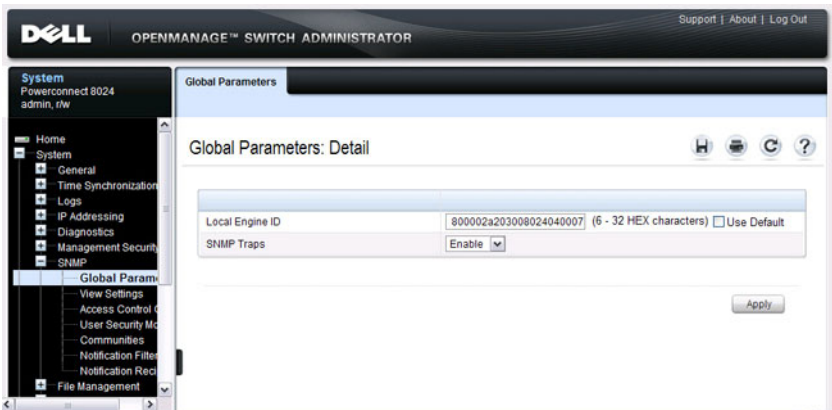 Support | About | Log Out
DELL
OPENMANAGE™ SWITCH ADMINISTRATOR
System
Powerconnect 8024
admin, r/w
Global Parameters
Home
System
General
Time Synchronization
Logs
IP Addressing
Diagnostics
Management Security
SNMP
Global Param
View Settings
Access Control
User Security Mo
Communities
Notification Filter
Notification Reci
File Management
Global Parameters: Detail
Local Engine ID 800002a203008024040007 (6 - 32 HEX characters) Use Default
SNMP Traps Enable
Apply